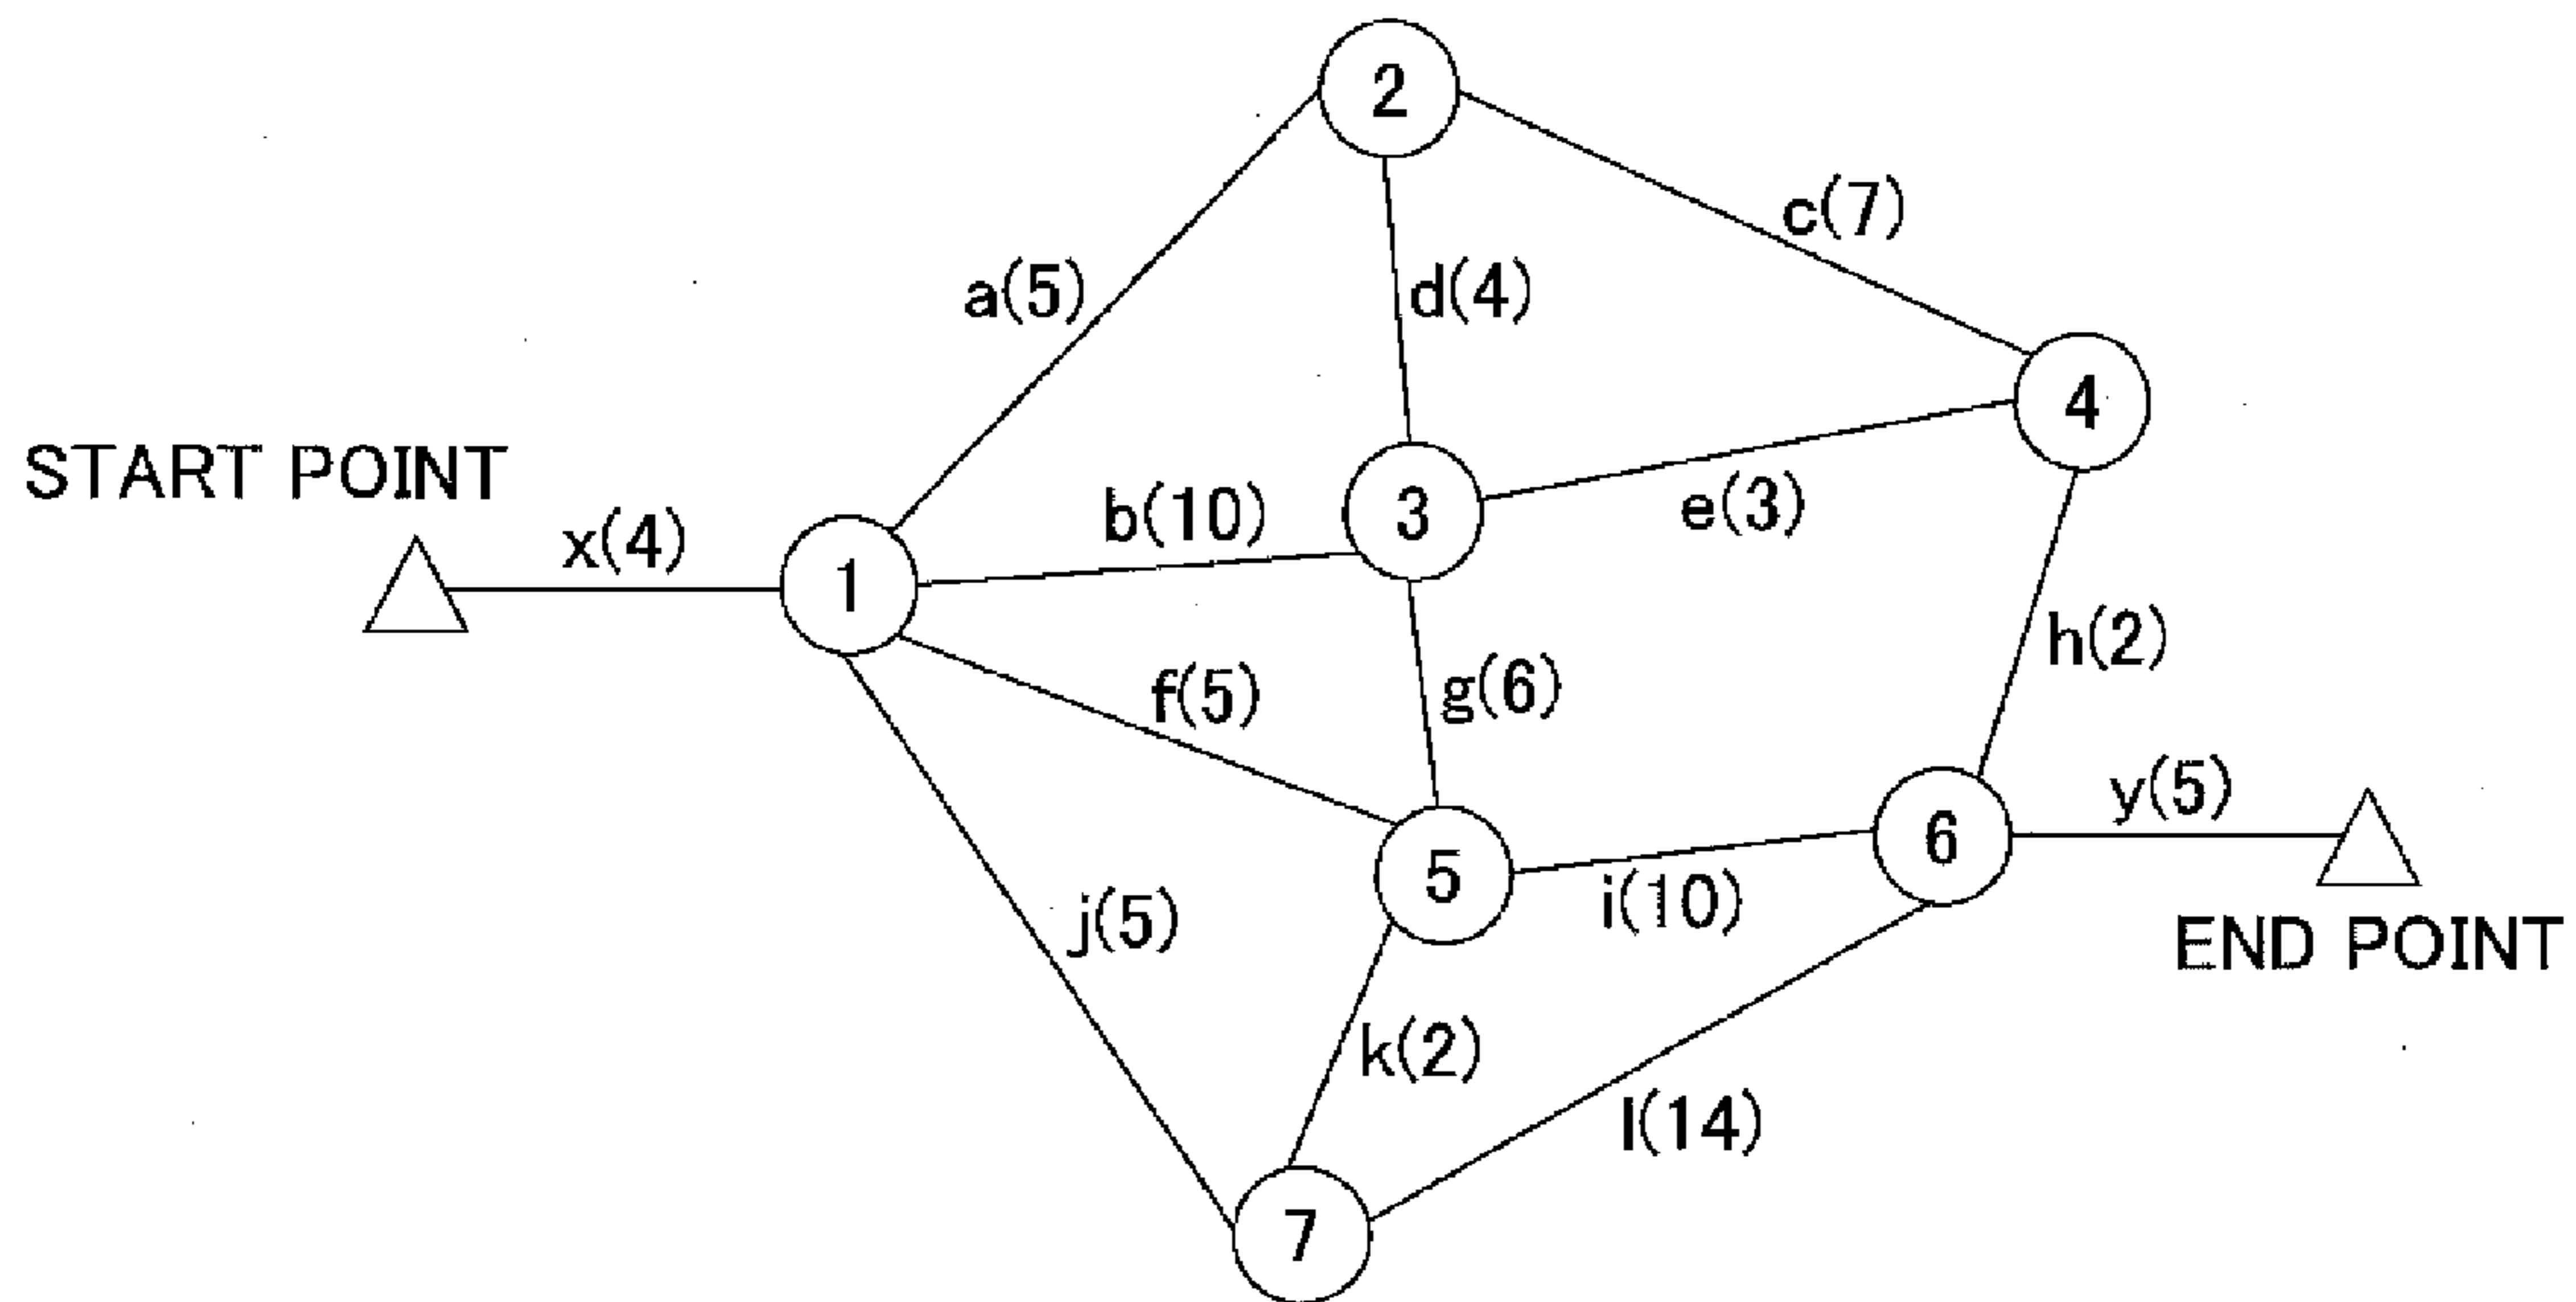 2
c(7)
a(5)
d(4)
4
START POINT
x(4)
b(10)
3
e(3)
1
h(2)
f(5)
g(6)
y(5)
6
5
i(10)
j(5)
END POINT
k(2)
l(14)
7